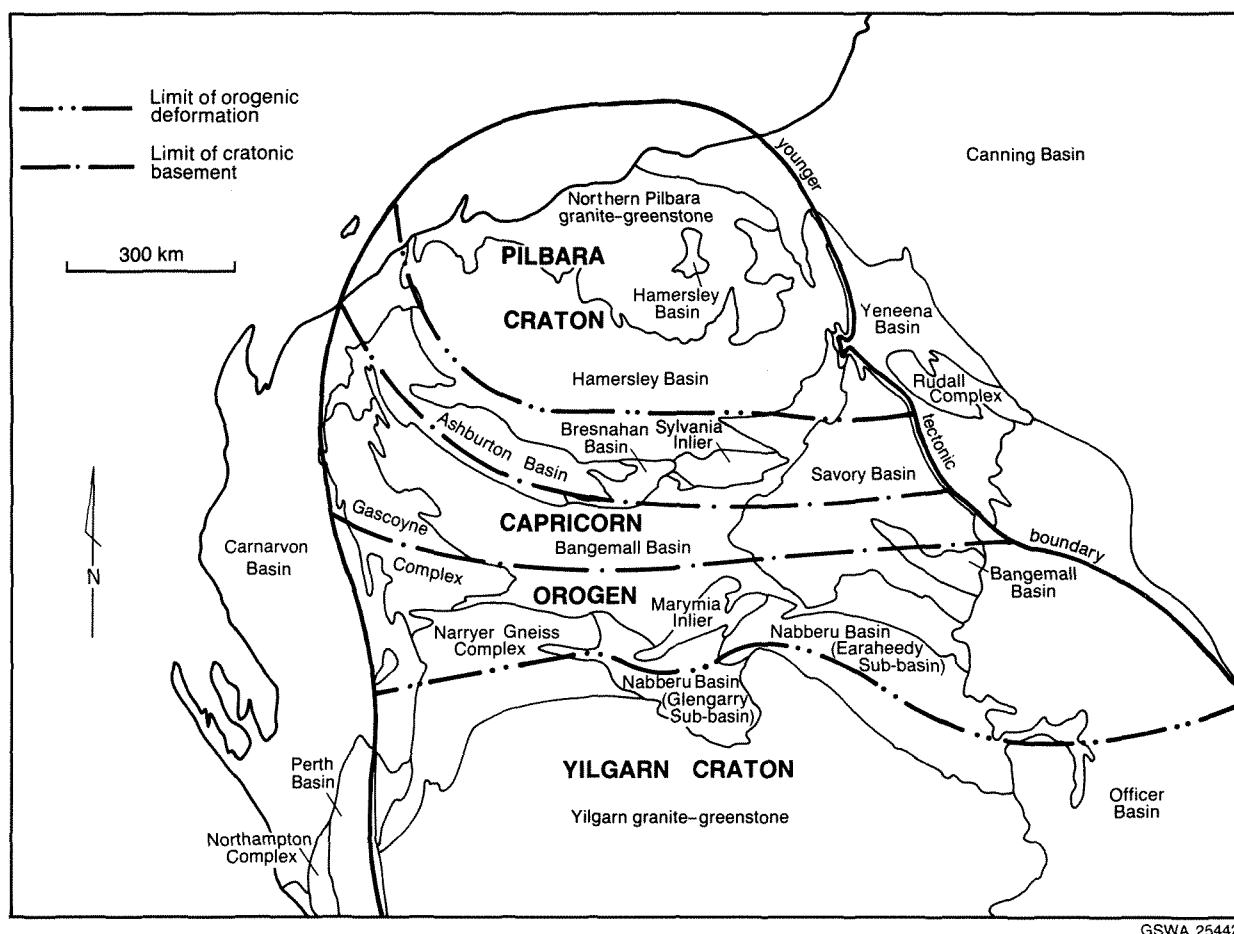 Limit of orogenic
deformation
Limit of cratonic
basement
300 km
N
younger
Canning Basin
Northern Pilbara
granite-greenstone
PILBARA
CRATON
Hamersley
Basin
Yeneena
Basin
Hamersley Basin
Rudall
Complex
tectonic
Ashburton Basin
Bresnahan
Basin
Sylvania
Inlier
Savory Basin
Gascoyne
Complex
CAPRICORN
Bangemall Basin
boundary
Carnarvon
Basin
OROGEN
Bangemall
Basin
Marymia
Inlier
Narryer Gneiss
Complex
Nabberu Basin
(Earaheedy
Sub-basin)
Nabberu Basin
(Glengarry
Sub-basin)
Perth
Basin
YILGARN CRATON
Yilgarn granite-greenstone
Officer
Basin
Northampton
Complex
GSWA 25442